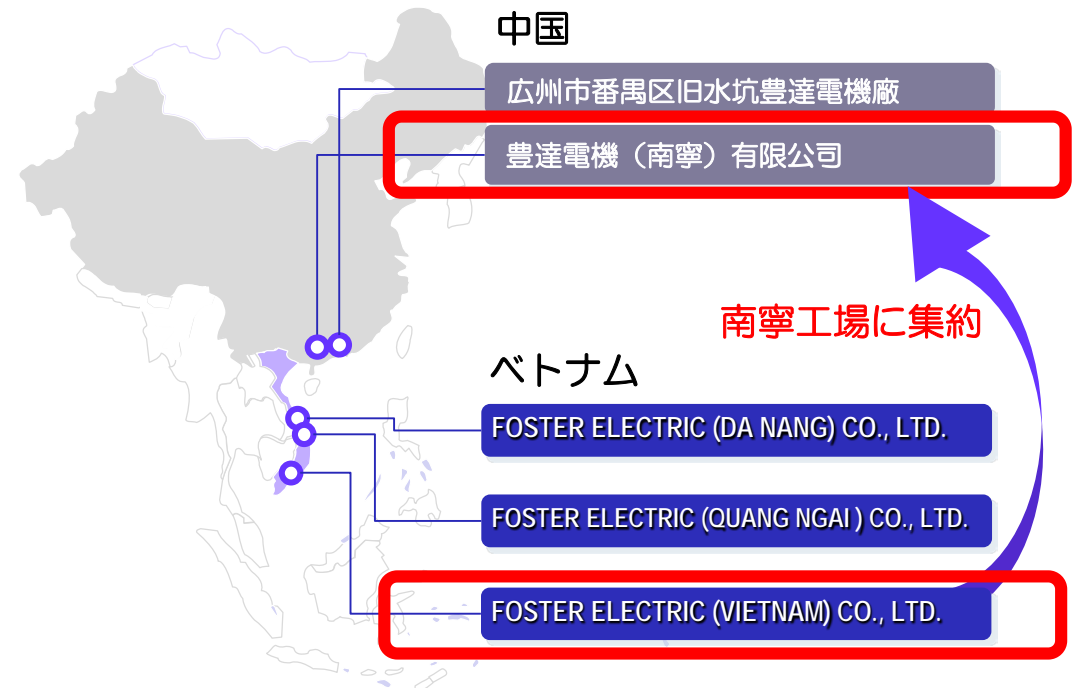 中国
広州市番禺区旧水坑豊達電機廠
豊達電機（南寧）有限公司
南寧工場に集約
ベトナム
FOSTER ELECTRIC (DA NANG) CO., LTD.
FOSTER ELECTRIC (QUANG NGAI ) CO., LTD.
FOSTER ELECTRIC (VIETNAM) CO., LTD.